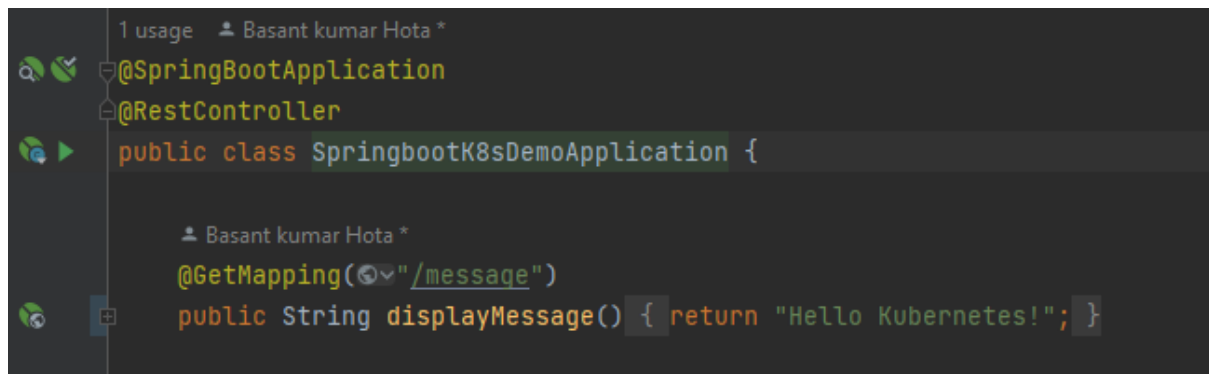 1 usage Basant kumar Hota *
@SpringBootApplication
@RestController
public class SpringbootK8sDemoApplication {
Basant kumar Hota *
@GetMapping("/message")
public String displayMessage() { return "Hello Kubernetes!"; }